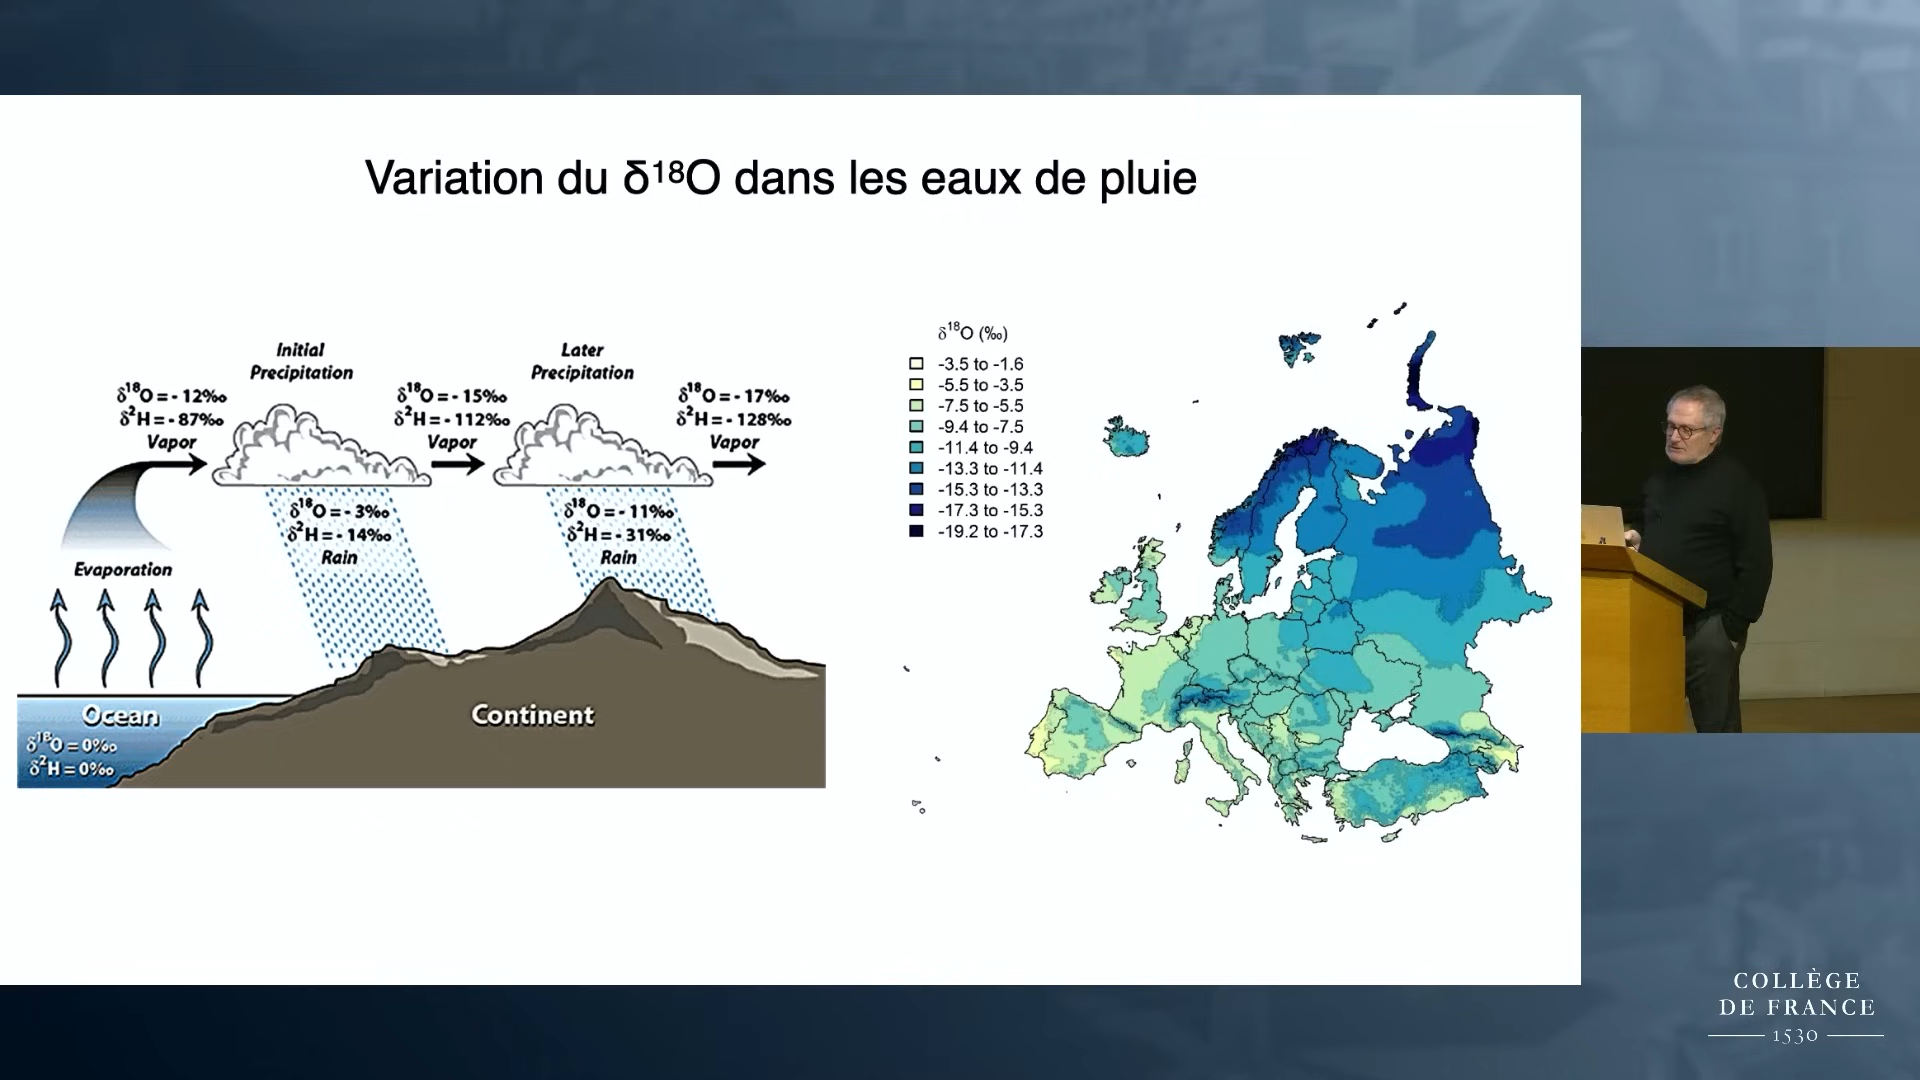 Variation du δ¹⁸O dans les eaux de pluie
Initial
Precipitation
δ¹⁸O = - 12‰
δ²H = - 87‰
Vapor
δ¹⁸O = - 3‰
δ²H = - 14‰
Rain
Later
Precipitation
δ¹⁸O = - 15‰
δ²H = - 112‰
Vapor
δ¹⁸O = - 11‰
δ²H = - 31‰
Rain
δ¹⁸O = - 17‰
δ²H = - 128‰
Vapor
Evaporation
Ocean
δ¹⁸O = 0‰
δ²H = 0‰
Continent
δ¹⁸O (‰)
-3.5 to -1.6
-5.5 to -3.5
-7.5 to -5.5
-9.4 to -7.5
-11.4 to -9.4
-13.3 to -11.4
-15.3 to -13.3
-17.3 to -15.3
-19.2 to -17.3
COLLÈGE
DE FRANCE
1530